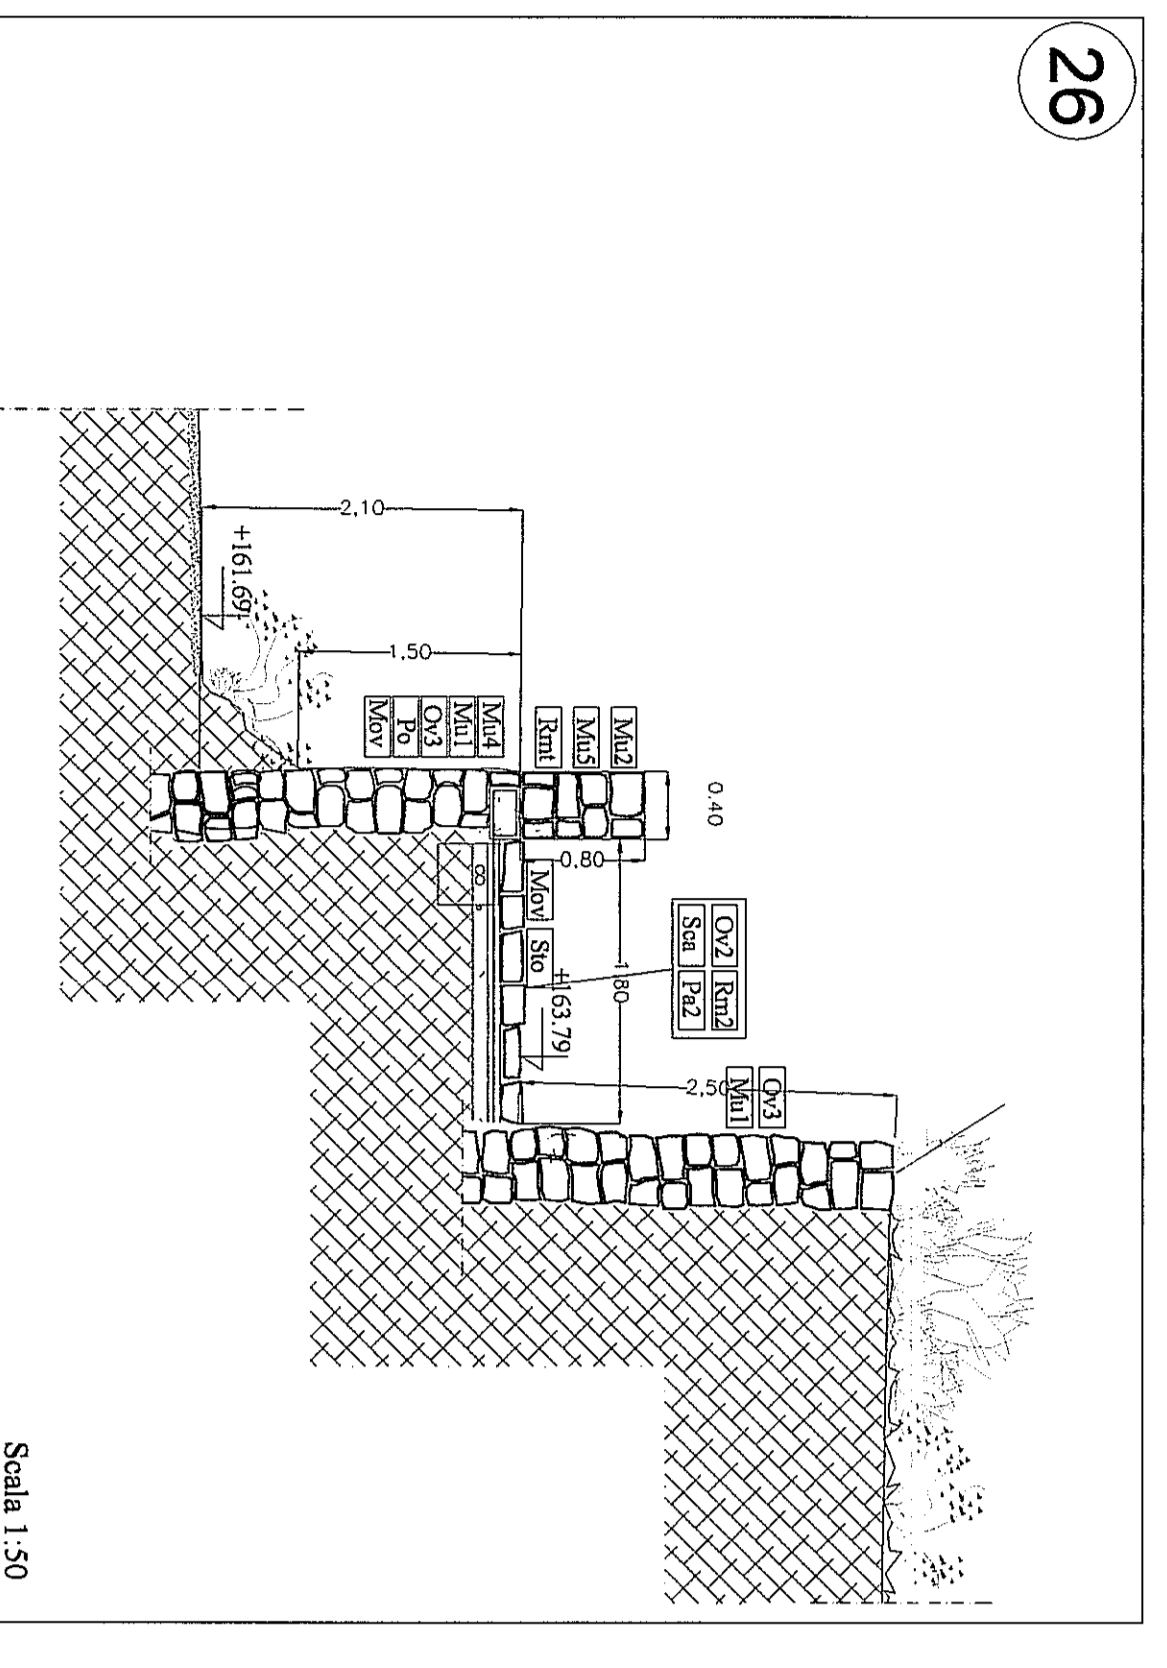 26
0.40
Mu2
Mu5
Rmt
Mu4
Mu1
Ov3
Po
Mov
0,80
1,80
Ov2 Rm2
Sca Pa2
Mov Sto
+163.79
2,50
Ov3
Mu1
2,10
1,50
+161.69
8
Scala 1:50